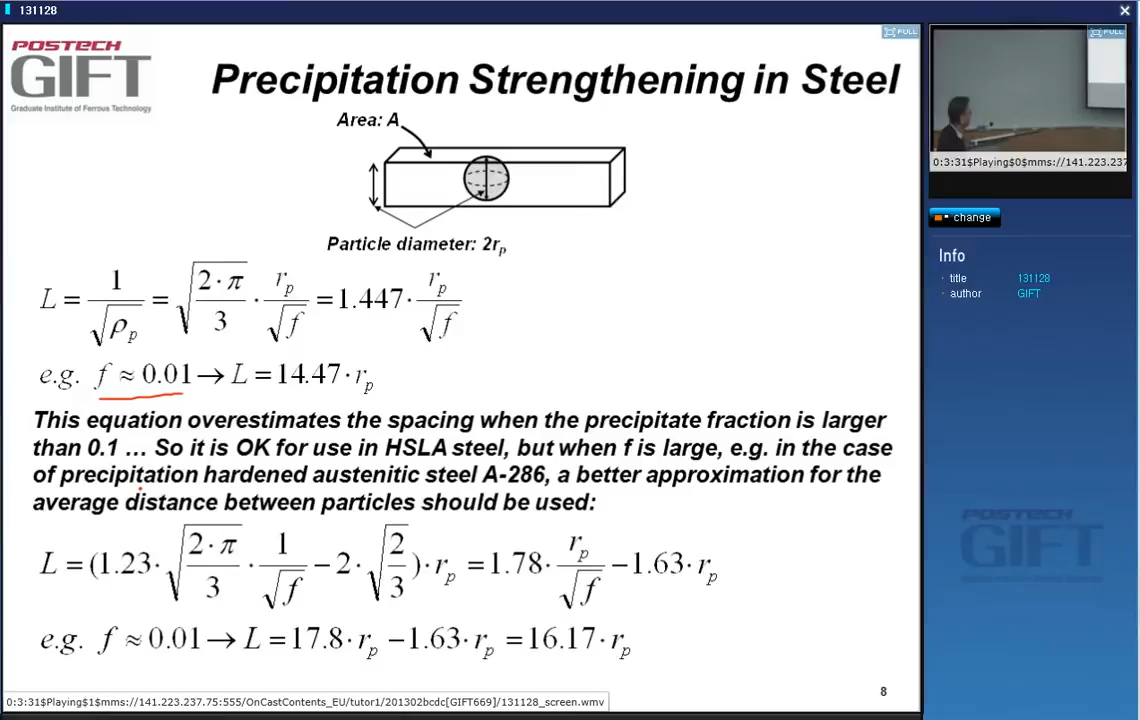 131128
POSTECH
GIFT
Graduate Institute of Ferrous Technology
Precipitation Strengthening in Steel
Area: A
Particle diameter: 2r_p
L = 1/√ρ_p = √(2·π/3) · r_p/√f = 1.447 · r_p/√f
e.g. f ≈ 0.01 → L = 14.47 · r_p
This equation overestimates the spacing when the precipitate fraction is larger
than 0.1 … So it is OK for use in HSLA steel, but when f is large, e.g. in the case
of precipitation hardened austenitic steel A-286, a better approximation for the
average distance between particles should be used:
L = (1.23 · √(2·π/3) · 1/√f − 2 · √(2/3)) · r_p = 1.78 · r_p/√f − 1.63 · r_p
e.g. f ≈ 0.01 → L = 17.8 · r_p − 1.63 · r_p = 16.17 · r_p
8
0:3:31$Playing$1$mms://141.223.237.75:555/OnCastContents_EU/tutor1/201302bcdc[GIFT669]/131128_screen.wmv
FULL
FULL
0:3:31$Playing$0$mms://141.223.237
change
Info
title 131128
author GIFT
POSTECH
GIFT